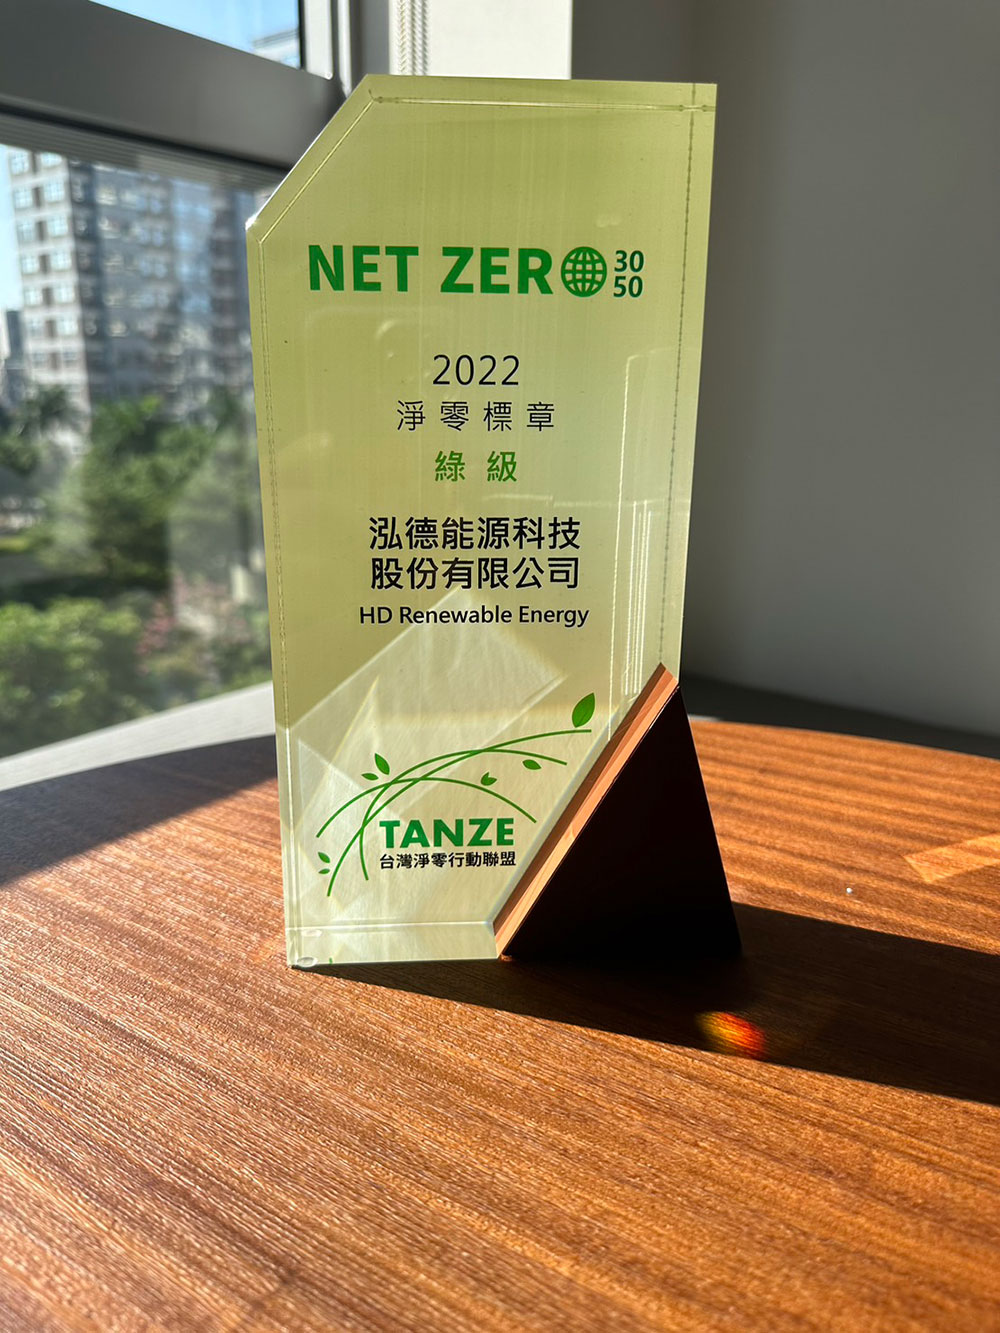 NET ZERO 30
50
2022
淨零標章
綠級
泓德能源科技
股份有限公司
HD Renewable Energy
TANZE
台灣淨零行動聯盟